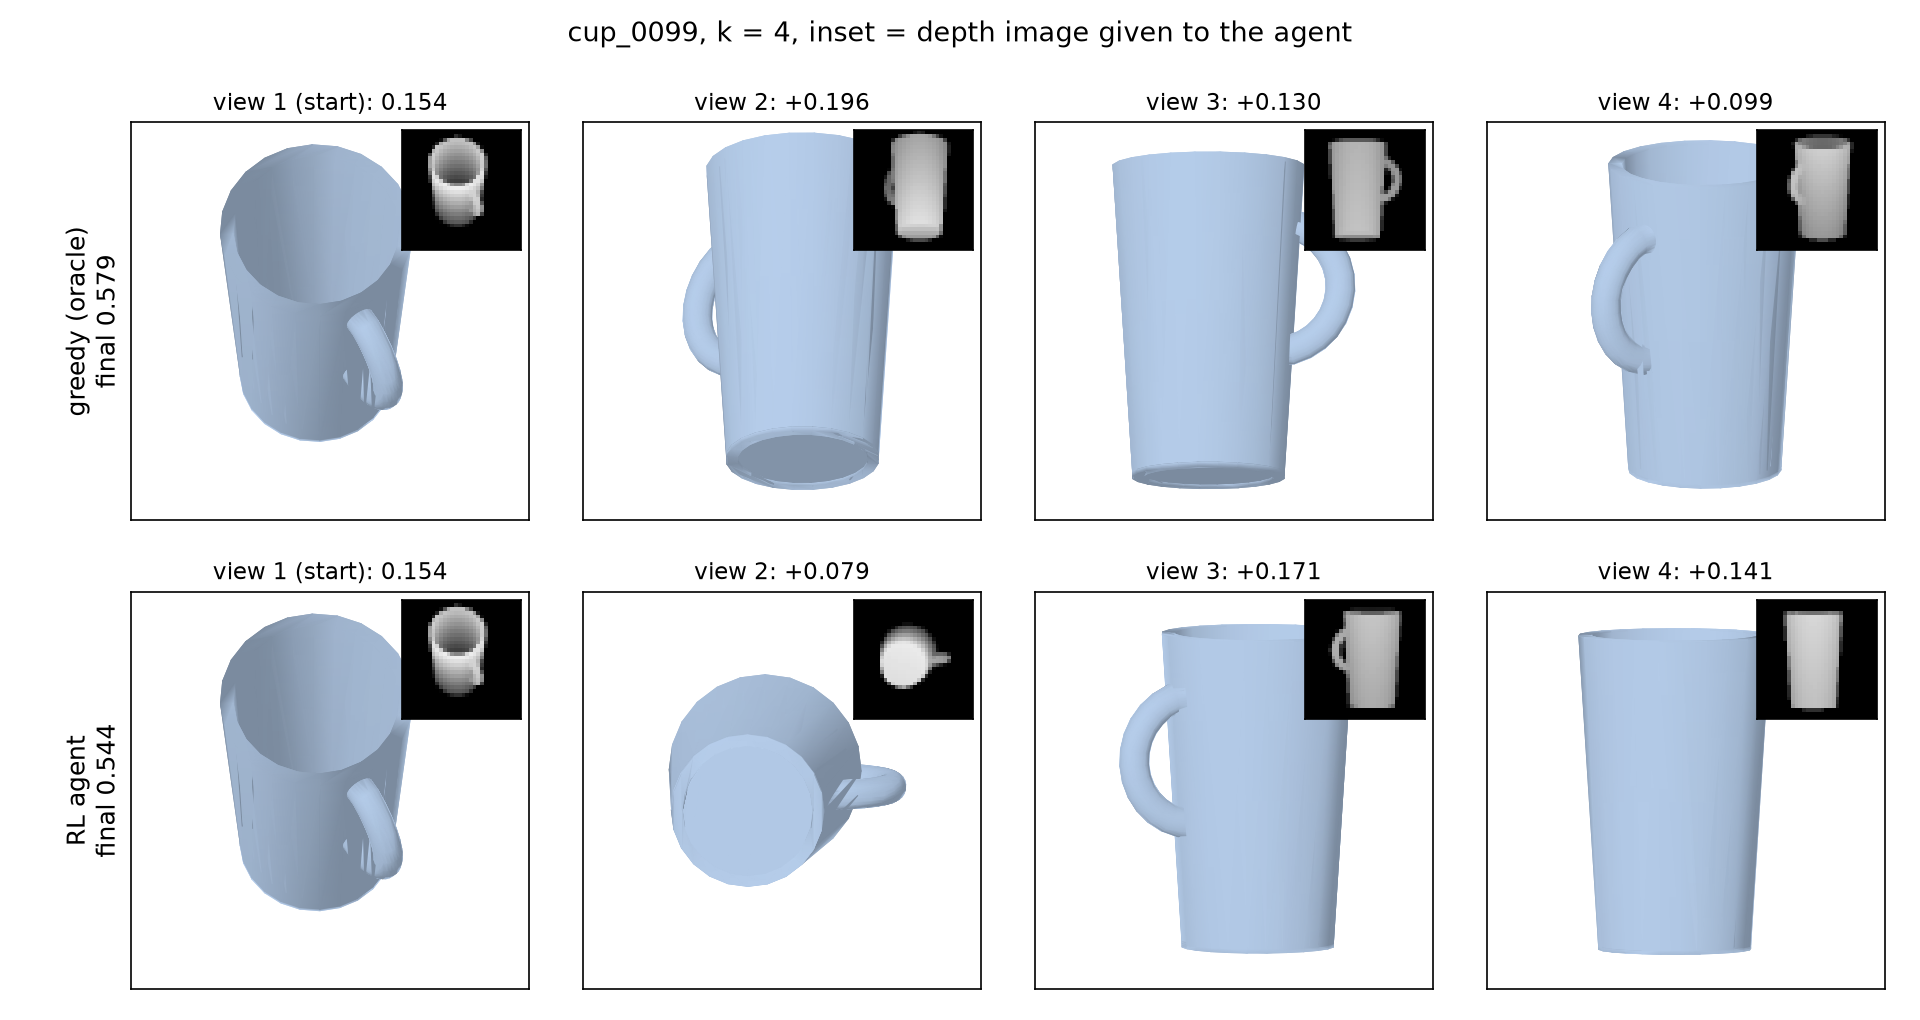 cup_0099, k = 4, inset = depth image given to the agent
greedy (oracle)
final 0.579
view 1 (start): 0.154
view 2: +0.196
view 3: +0.130
view 4: +0.099
RL agent
final 0.544
view 1 (start): 0.154
view 2: +0.079
view 3: +0.171
view 4: +0.141